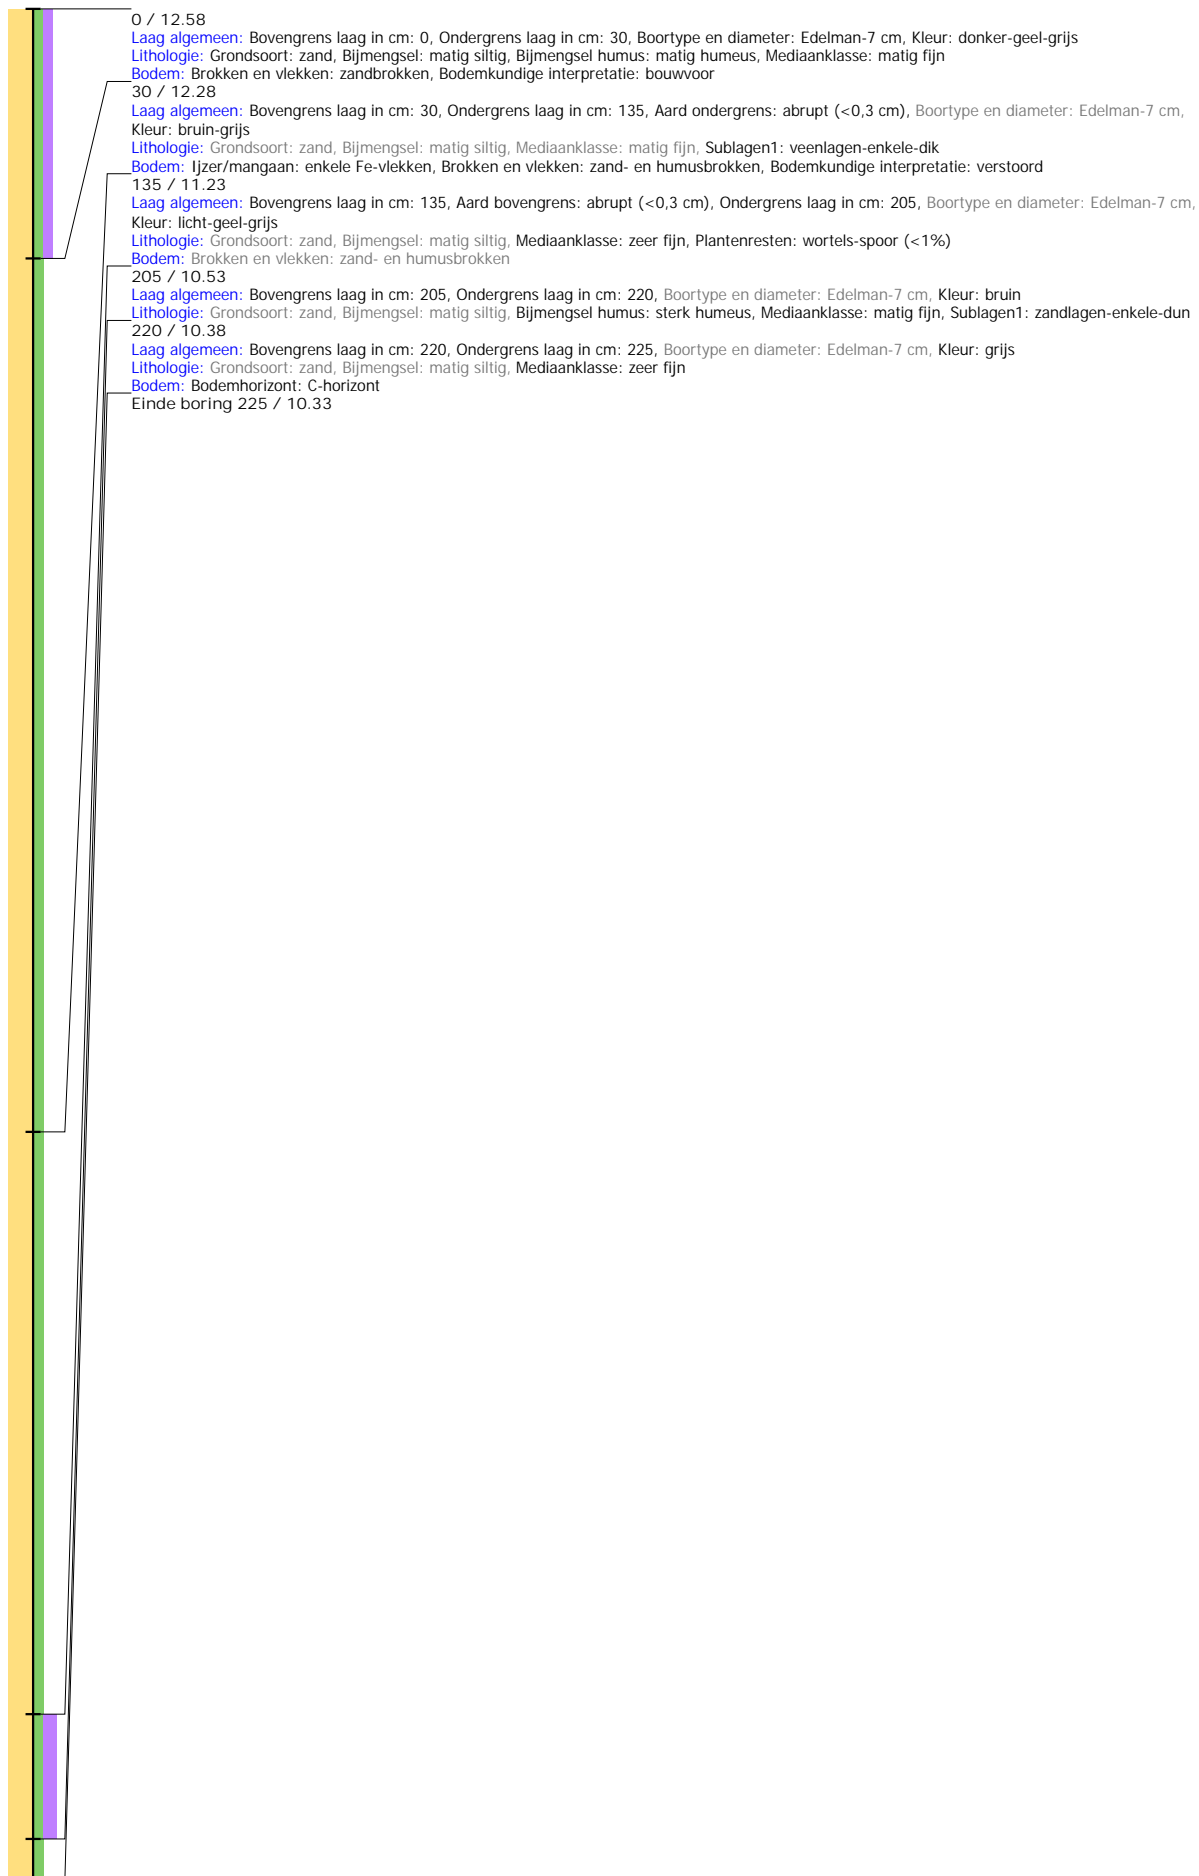 0 / 12.58
Laag algemeen: Bovengrens laag in cm: 0, Ondergrens laag in cm: 30, Boortype en diameter: Edelman-7 cm, Kleur: donker-geel-grijs
Lithologie: Grondsoort: zand, Bijmengsel: matig siltig, Bijmengsel humus: matig humeus, Mediaanklasse: matig fijn
Bodem: Brokken en vlekken: zandbrokken, Bodemkundige interpretatie: bouwvoor
30 / 12.28
Laag algemeen: Bovengrens laag in cm: 30, Ondergrens laag in cm: 135, Aard ondergrens: abrupt (<0,3 cm), Boortype en diameter: Edelman-7 cm,
Kleur: bruin-grijs
Lithologie: Grondsoort: zand, Bijmengsel: matig siltig, Mediaanklasse: matig fijn, Sublagen1: veenlagen-enkele-dik
Bodem: Ijzer/mangaan: enkele Fe-vlekken, Brokken en vlekken: zand- en humusbrokken, Bodemkundige interpretatie: verstoord
135 / 11.23
Laag algemeen: Bovengrens laag in cm: 135, Aard bovengrens: abrupt (<0,3 cm), Ondergrens laag in cm: 205, Boortype en diameter: Edelman-7 cm,
Kleur: licht-geel-grijs
Lithologie: Grondsoort: zand, Bijmengsel: matig siltig, Mediaanklasse: zeer fijn, Plantenresten: wortels-spoor (<1%)
Bodem: Brokken en vlekken: zand- en humusbrokken
205 / 10.53
Laag algemeen: Bovengrens laag in cm: 205, Ondergrens laag in cm: 220, Boortype en diameter: Edelman-7 cm, Kleur: bruin
Lithologie: Grondsoort: zand, Bijmengsel: matig siltig, Bijmengsel humus: sterk humeus, Mediaanklasse: matig fijn, Sublagen1: zandlagen-enkele-dun
220 / 10.38
Laag algemeen: Bovengrens laag in cm: 220, Ondergrens laag in cm: 225, Boortype en diameter: Edelman-7 cm, Kleur: grijs
Lithologie: Grondsoort: zand, Bijmengsel: matig siltig, Mediaanklasse: zeer fijn
Bodem: Bodemhorizont: C-horizont
Einde boring 225 / 10.33